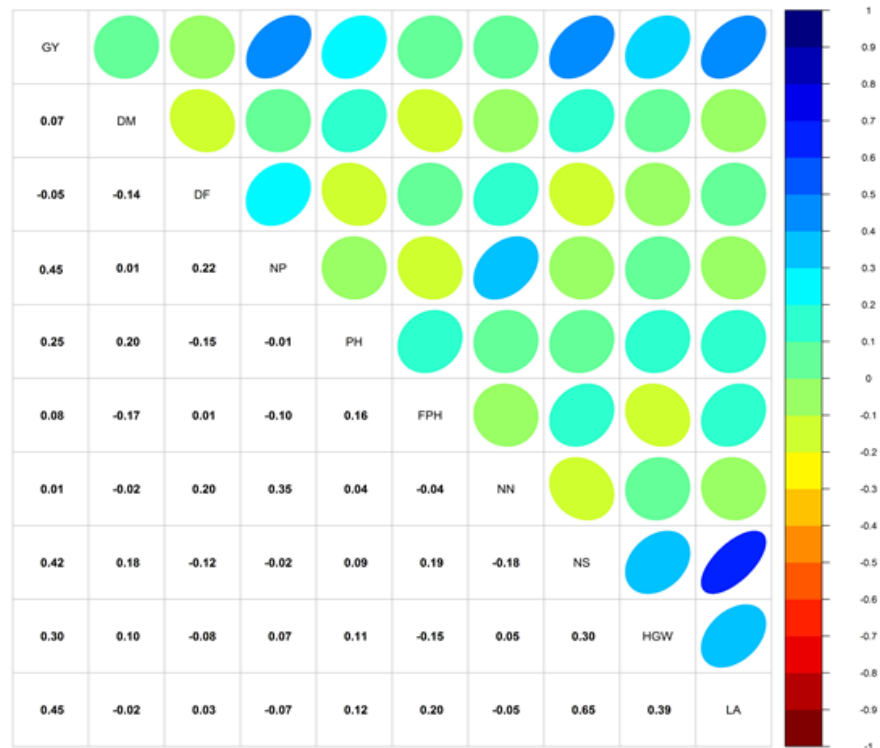 GY
0.07 DM
-0.05 -0.14 DF
0.45 0.01 0.22 NP
0.25 0.20 -0.15 -0.01 PH
0.08 -0.17 0.01 -0.10 0.16 FPH
0.01 -0.02 0.20 0.35 0.04 -0.04 NN
0.42 0.18 -0.12 -0.02 0.09 0.19 -0.18 NS
0.30 0.10 -0.08 0.07 0.11 -0.15 0.05 0.30 HGW
0.45 -0.02 0.03 -0.07 0.12 0.20 -0.05 0.65 0.39 LA
1
0.9
0.8
0.7
0.6
0.5
0.4
0.3
0.2
0.1
0
-0.1
-0.2
-0.3
-0.4
-0.5
-0.6
-0.7
-0.8
-0.9
-1